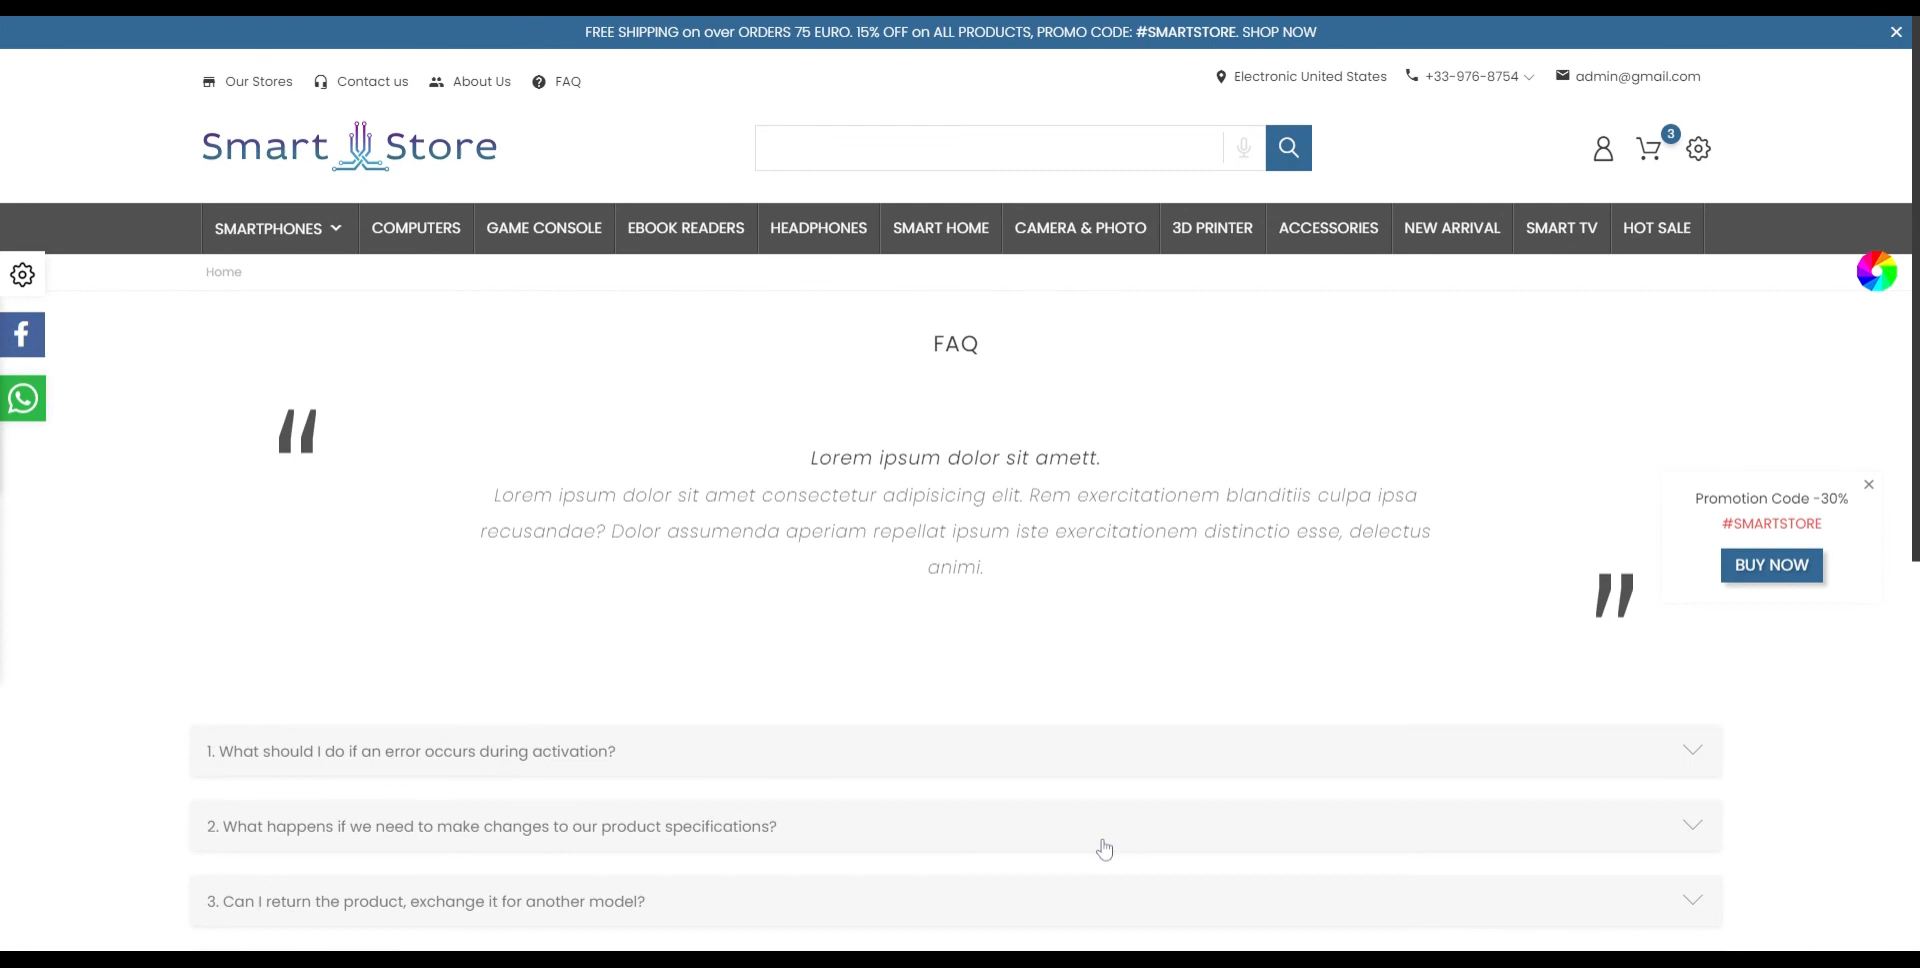 FREE SHIPPING on over ORDERS 75 EURO. 15% OFF on ALL PRODUCTS, PROMO CODE: #SMARTSTORE. SHOP NOW
Our Stores Contact us About Us FAQ
Electronic United States +33-976-8754 admin@gmail.com
Smart Store
3
SMARTPHONES COMPUTERS GAME CONSOLE EBOOK READERS HEADPHONES SMART HOME CAMERA & PHOTO 3D PRINTER ACCESSORIES NEW ARRIVAL SMART TV HOT SALE
Home
FAQ
Lorem ipsum dolor sit amett.
Lorem ipsum dolor sit amet consectetur adipisicing elit. Rem exercitationem blanditiis culpa ipsa
recusandae? Dolor assumenda aperiam repellat ipsum iste exercitationem distinctio esse, delectus
animi.
Promotion Code -30%
#SMARTSTORE
BUY NOW
1. What should I do if an error occurs during activation?
2. What happens if we need to make changes to our product specifications?
3. Can I return the product, exchange it for another model?